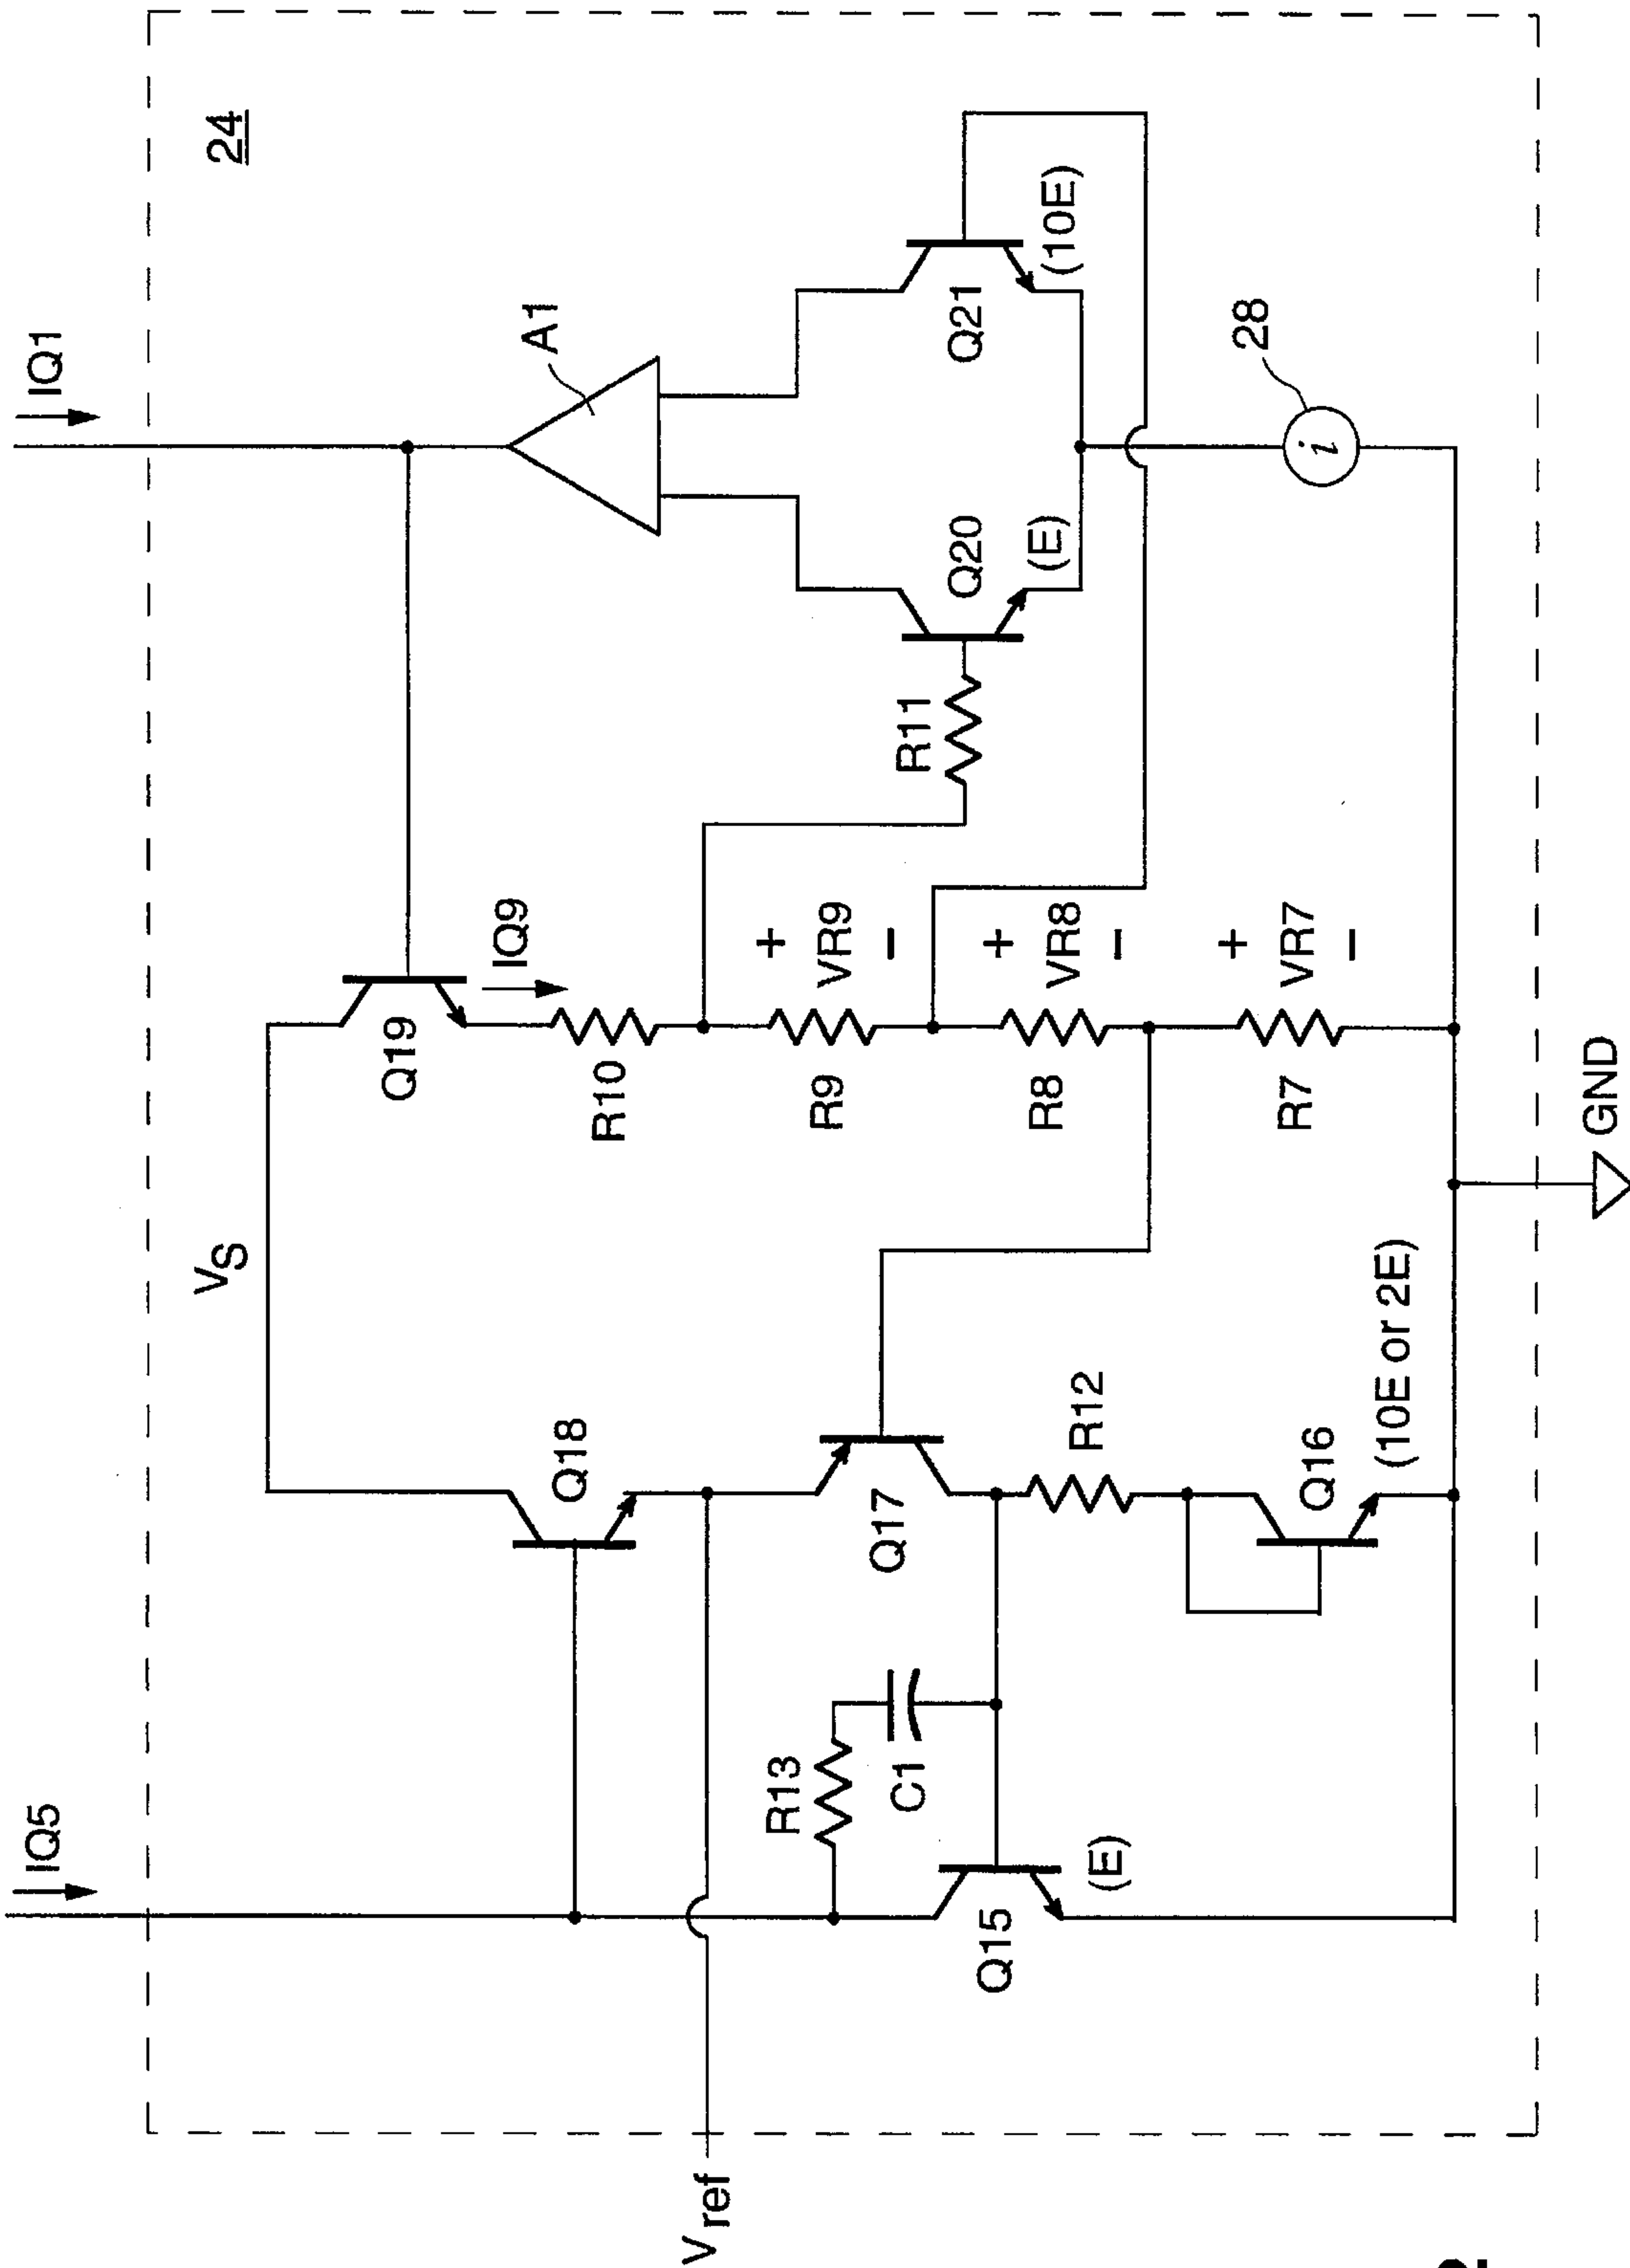 IQ5
IQ1
24
VS
A1
Q18
Q19
IQ9
R10
R11
Q20
(E)
Q21
(10E)
R13
C1
Q17
R9
+
VR9
−
R8
+
VR8
−
R12
R7
+
VR7
−
28
i
Q15
(E)
Q16
(10E or 2E)
Vref
GND